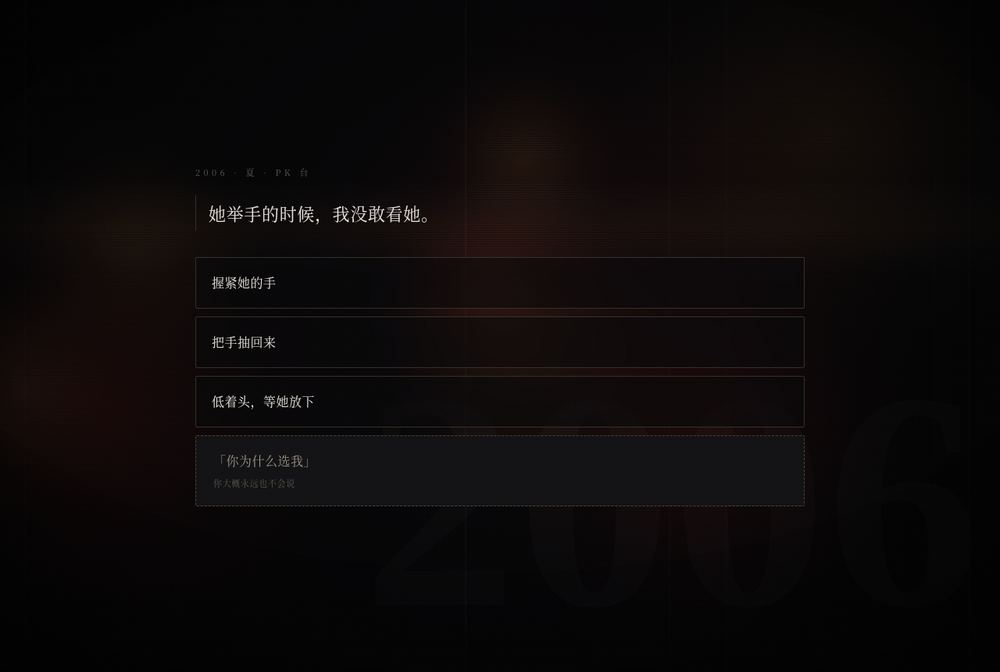 2006 · 夏 · PK 台
她举手的时候，我没敢看她。
握紧她的手
把手抽回来
低着头，等她放下
「你为什么选我」
你大概永远也不会说
2006